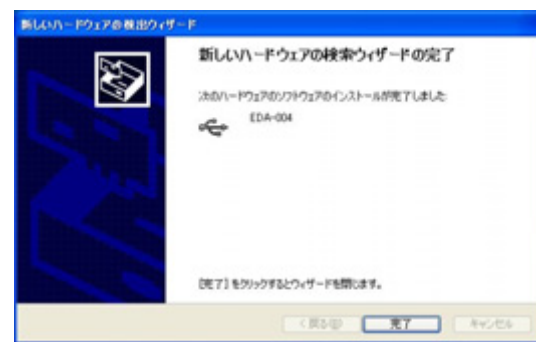 新しいハードウェアの検出ウィザード
新しいハードウェアの検索ウィザードの完了
次のハードウェアのソフトウェアのインストールが完了しました
EDA-004
[完了] をクリックするとウィザードを閉じます。
< 戻る(B)
完了
キャンセル